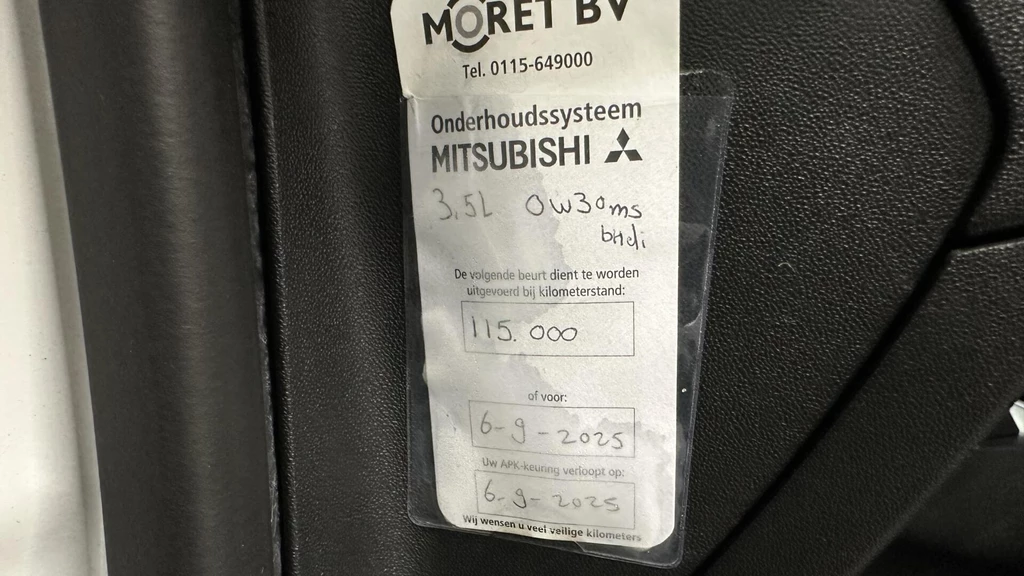 MORET BV
Tel. 0115-649000
Onderhoudssysteem
MITSUBISHI
3,5L 0W30ms
De volgende beurt dient te worden
uitgevoerd bij kilometerstand:
115.000
of voor:
6-9-2025
Uw APK-keuring verloopt op:
6-9-2025
Wij wensen u veel veilige kilometers